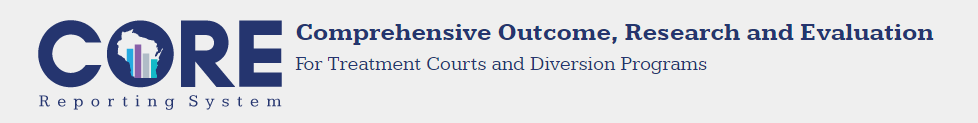 CORE
Reporting System
Comprehensive Outcome, Research and Evaluation
For Treatment Courts and Diversion Programs